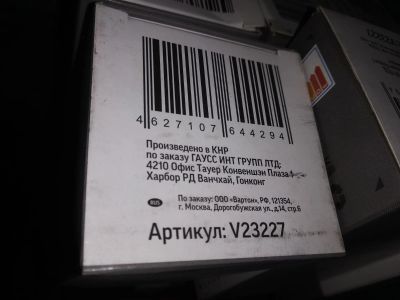 4 627107 644294
Произведено в КНР
по заказу ГАУСС ИНТ ГРУПП ЛТД;
4210 Офис Тауер Конвеншэн Плаза 1
Харбор РД Ванчхай, Гонконг
RUS
По заказу: ООО «Вартон», РФ, 121354,
г. Москва, Дорогобужская ул., д.14, стр.6
Артикул: V23227